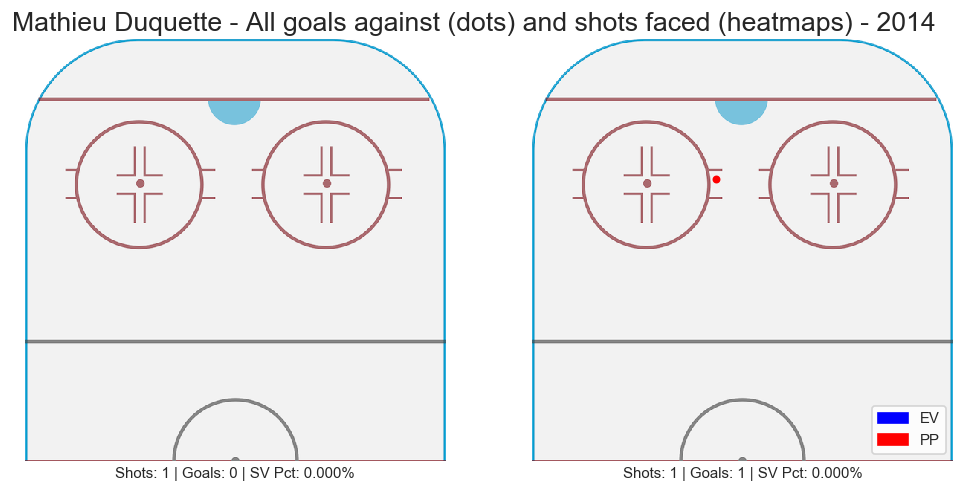 Mathieu Duquette - All goals against (dots) and shots faced (heatmaps) - 2014
EV
PP
Shots: 1 | Goals: 0 | SV Pct: 0.000%
Shots: 1 | Goals: 1 | SV Pct: 0.000%